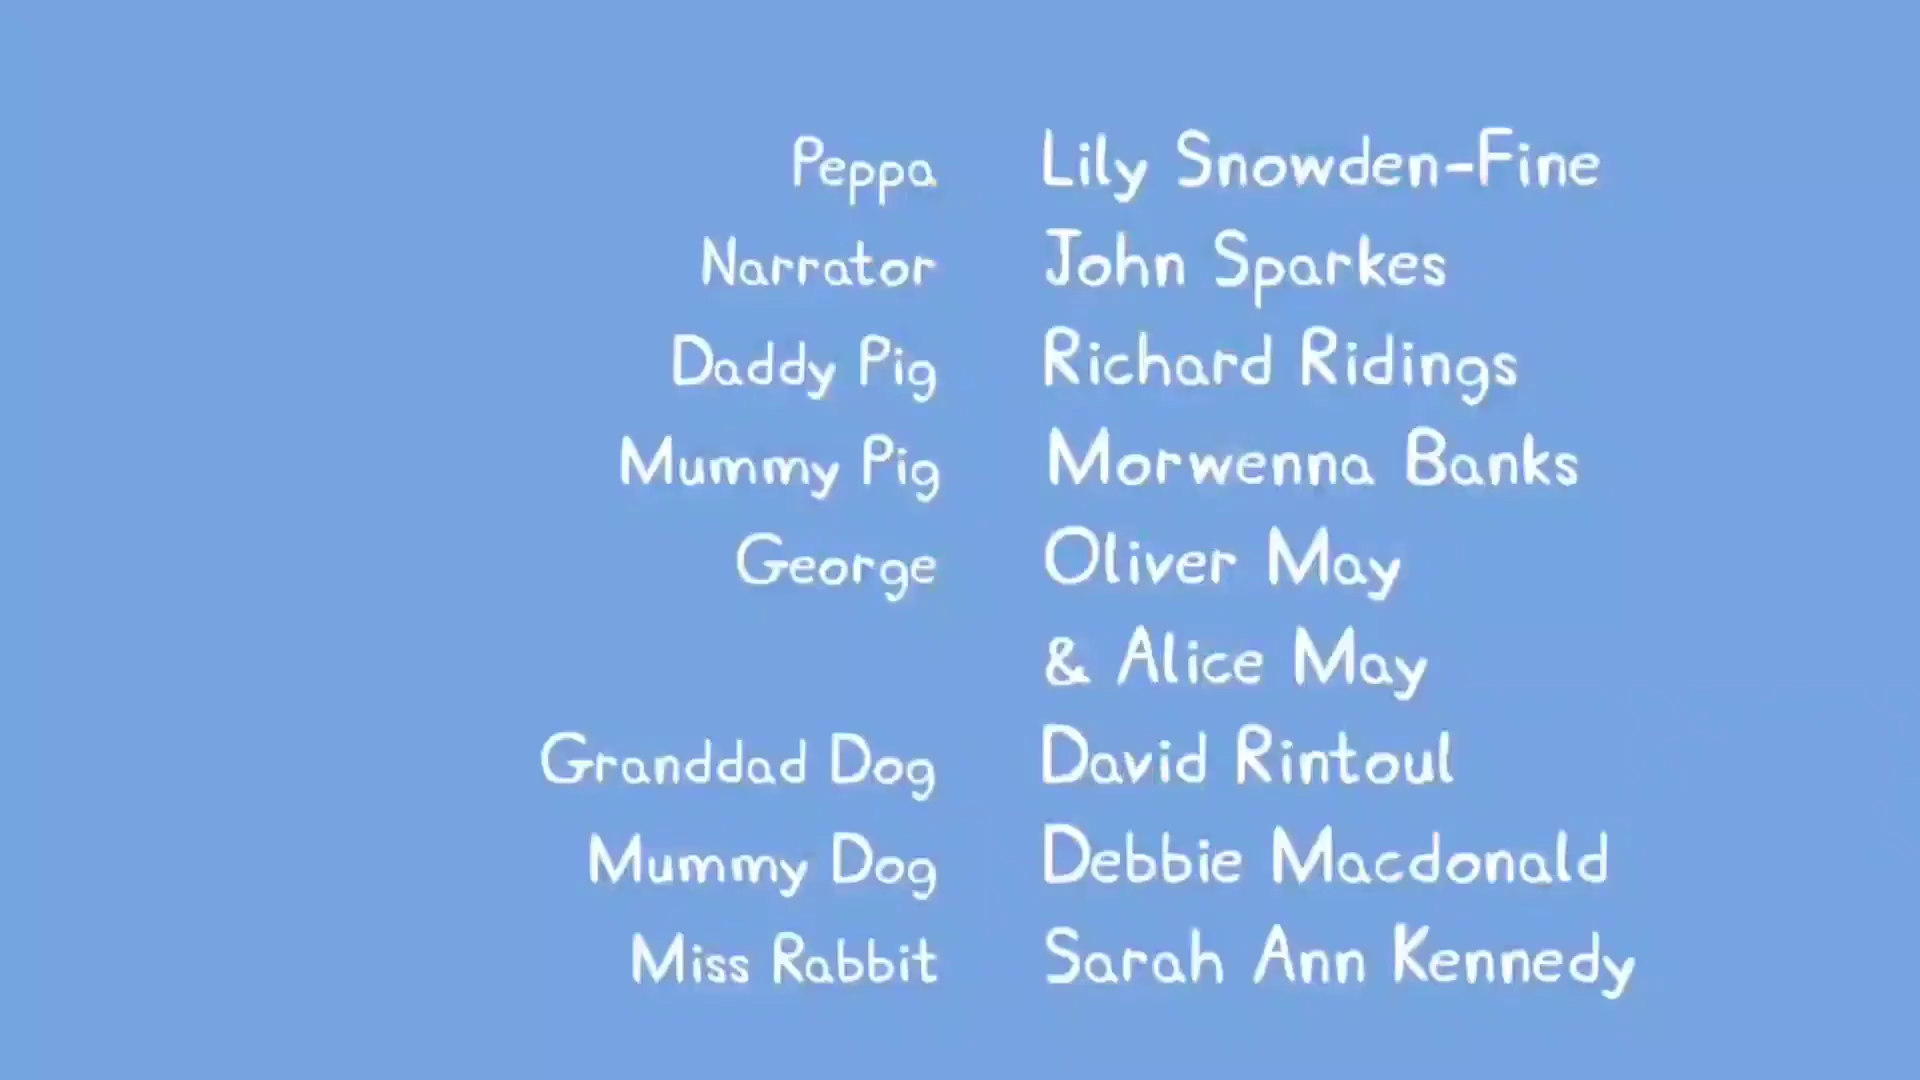 Peppa Lily Snowden-Fine
Narrator John Sparkes
Daddy Pig Richard Ridings
Mummy Pig Morwenna Banks
George Oliver May
& Alice May
Granddad Dog David Rintoul
Mummy Dog Debbie Macdonald
Miss Rabbit Sarah Ann Kennedy